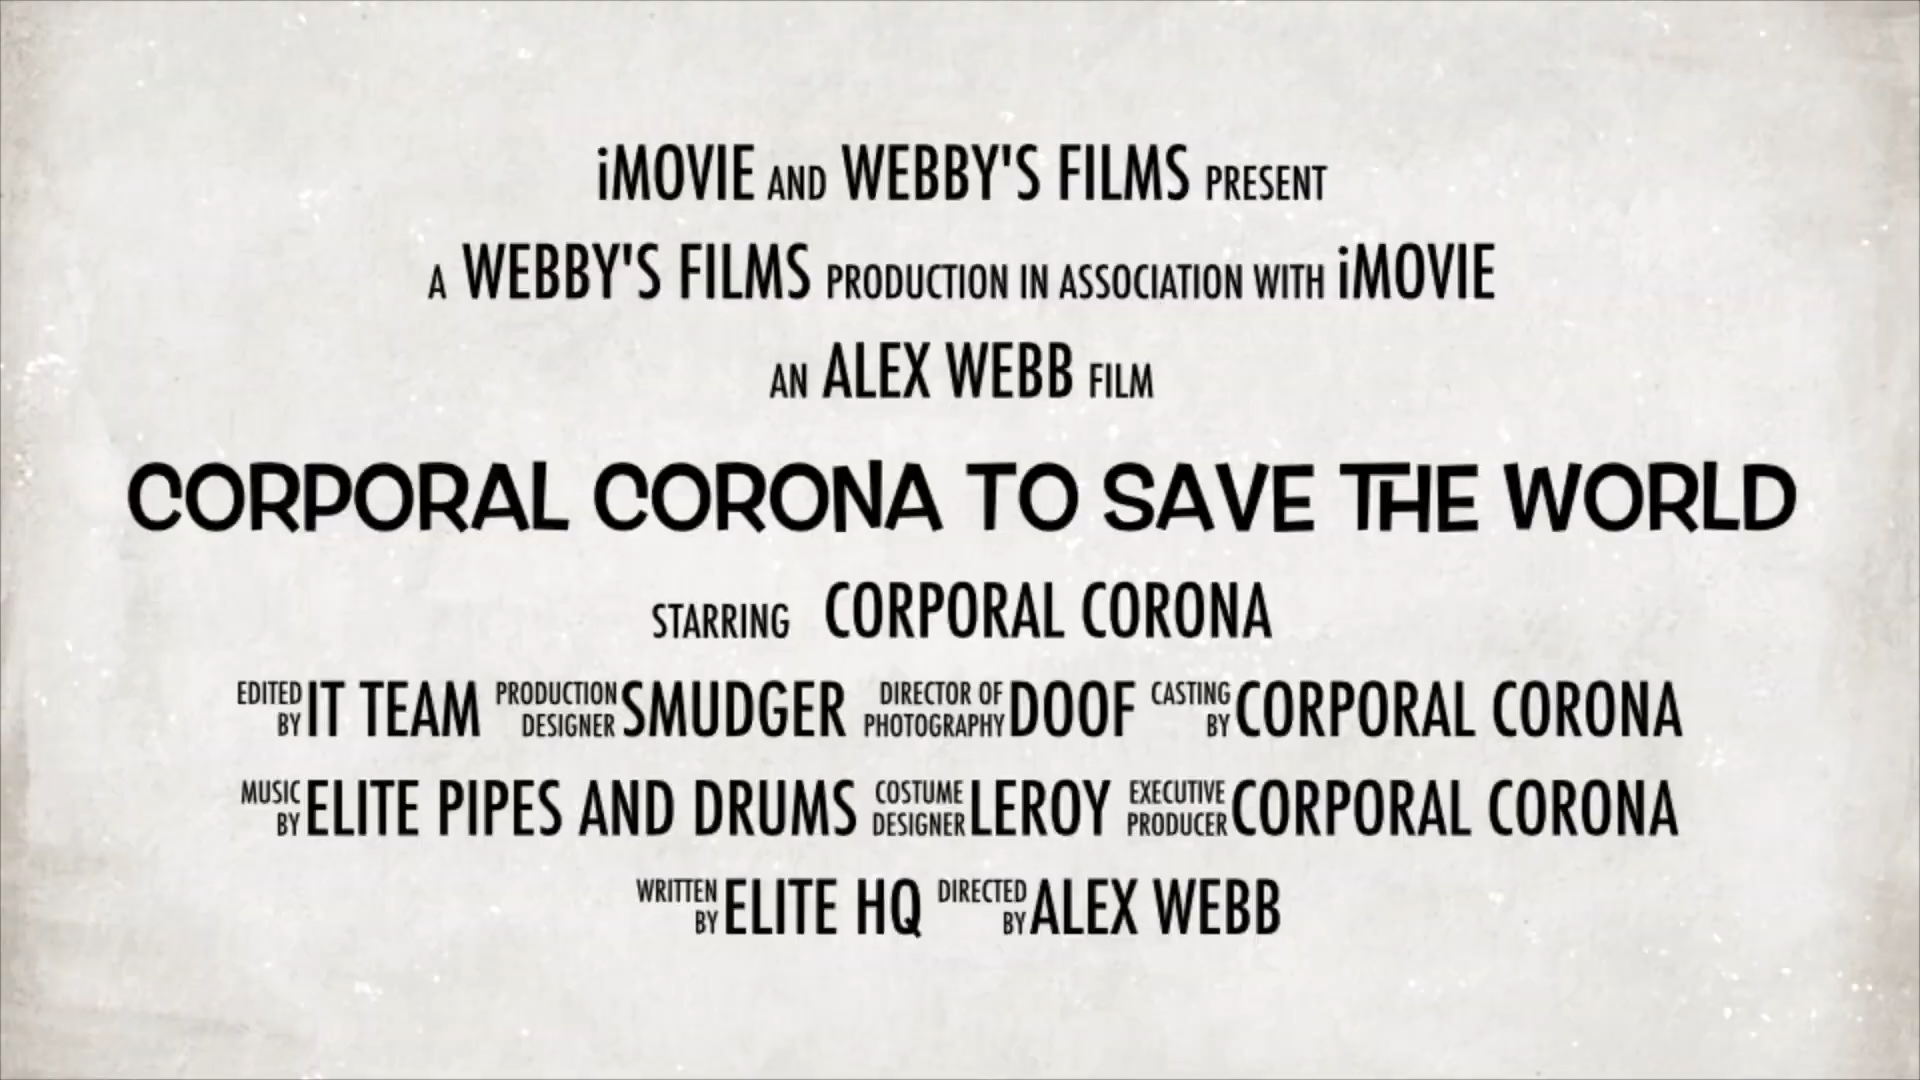 iMOVIE AND WEBBY'S FILMS PRESENT
A WEBBY'S FILMS PRODUCTION IN ASSOCIATION WITH iMOVIE
AN ALEX WEBB FILM
CORPORAL CORONA TO SAVE THE WORLD
STARRING CORPORAL CORONA
EDITED BY IT TEAM PRODUCTION DESIGNER SMUDGER DIRECTOR OF PHOTOGRAPHY DOOF CASTING BY CORPORAL CORONA
MUSIC BY ELITE PIPES AND DRUMS COSTUME DESIGNER LEROY EXECUTIVE PRODUCER CORPORAL CORONA
WRITTEN BY ELITE HQ DIRECTED BY ALEX WEBB